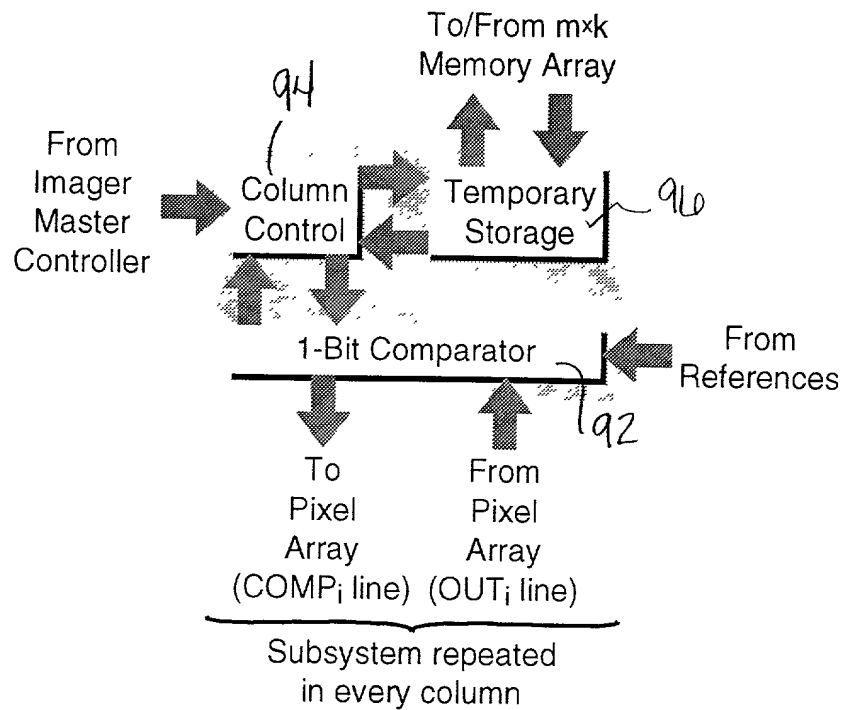 To/From m×k
Memory Array
94
From
Imager
Master
Controller
Column
Control
Temporary
Storage
96
1-Bit Comparator
From
References
92
To
Pixel
Array
(COMPi line)
From
Pixel
Array
(OUTi line)
Subsystem repeated
in every column